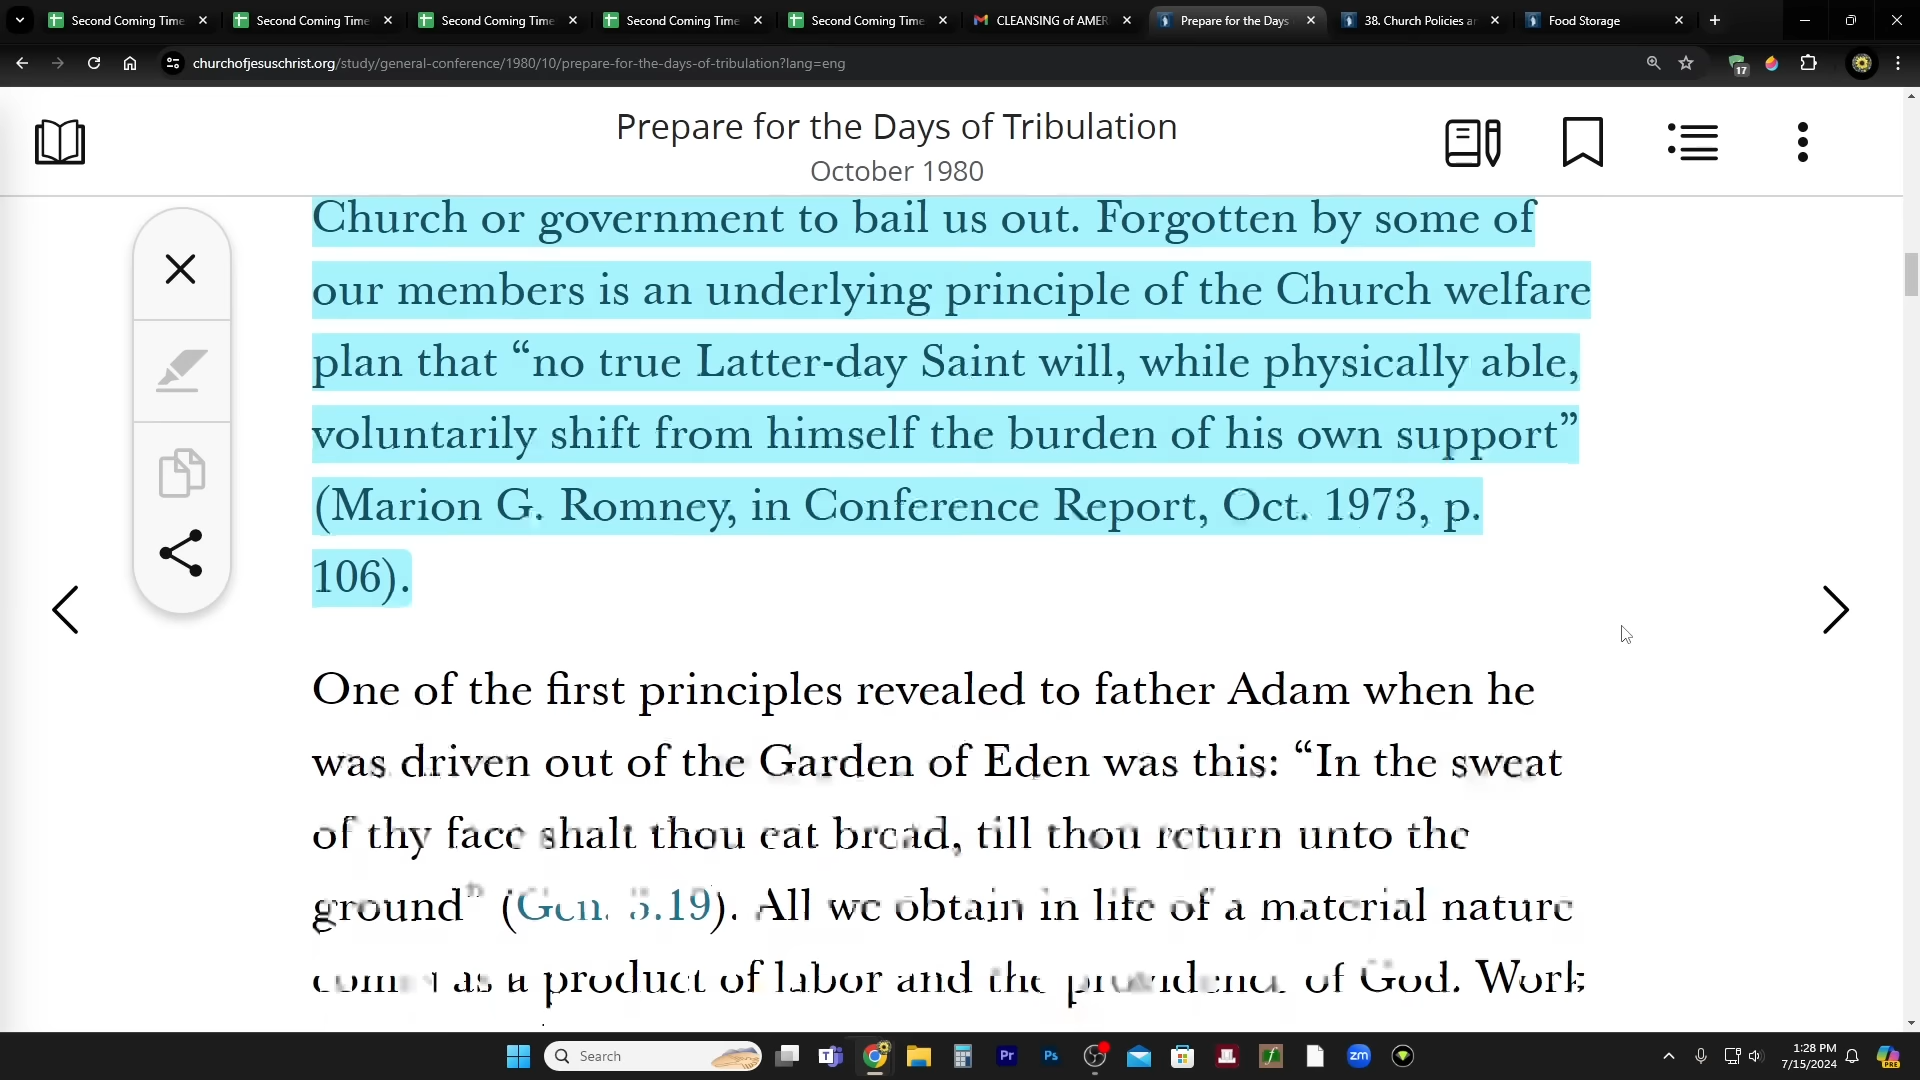 Second Coming Time
Second Coming Time
Second Coming Time
Second Coming Time
Second Coming Time
CLEANSING of AMER
Prepare for the Days
38. Church Policies an
Food Storage
churchofjesuschrist.org/study/general-conference/1980/10/prepare-for-the-days-of-tribulation?lang=eng
17
Prepare for the Days of Tribulation
October 1980
Church or government to bail us out. Forgotten by some of
our members is an underlying principle of the Church welfare
plan that “no true Latter-day Saint will, while physically able,
voluntarily shift from himself the burden of his own support”
(Marion G. Romney, in Conference Report, Oct. 1973, p.
106).
One of the first principles revealed to father Adam when he
was driven out of the Garden of Eden was this: “In the sweat
of thy face shalt thou eat bread, till thou return unto the
ground” (Gen. 3:19). All we obtain in life of a material nature
comes as a product of labor and the providence of God. Work
Search
Pr
Ps
zm
1:28 PM
7/15/2024
PRE